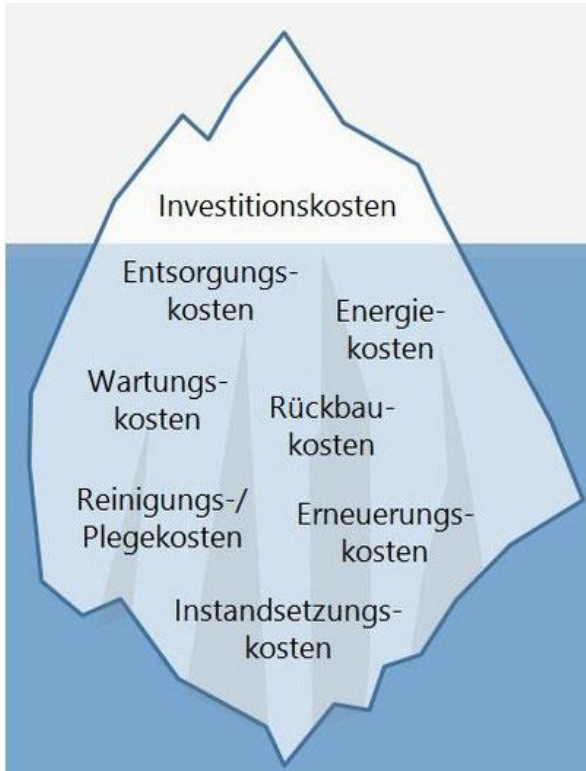 Investitionskosten
Entsorgungs-
kosten
Energie-
kosten
Wartungs-
kosten
Rückbau-
kosten
Reinigungs-/
Plegekosten
Erneuerungs-
kosten
Instandsetzungs-
kosten